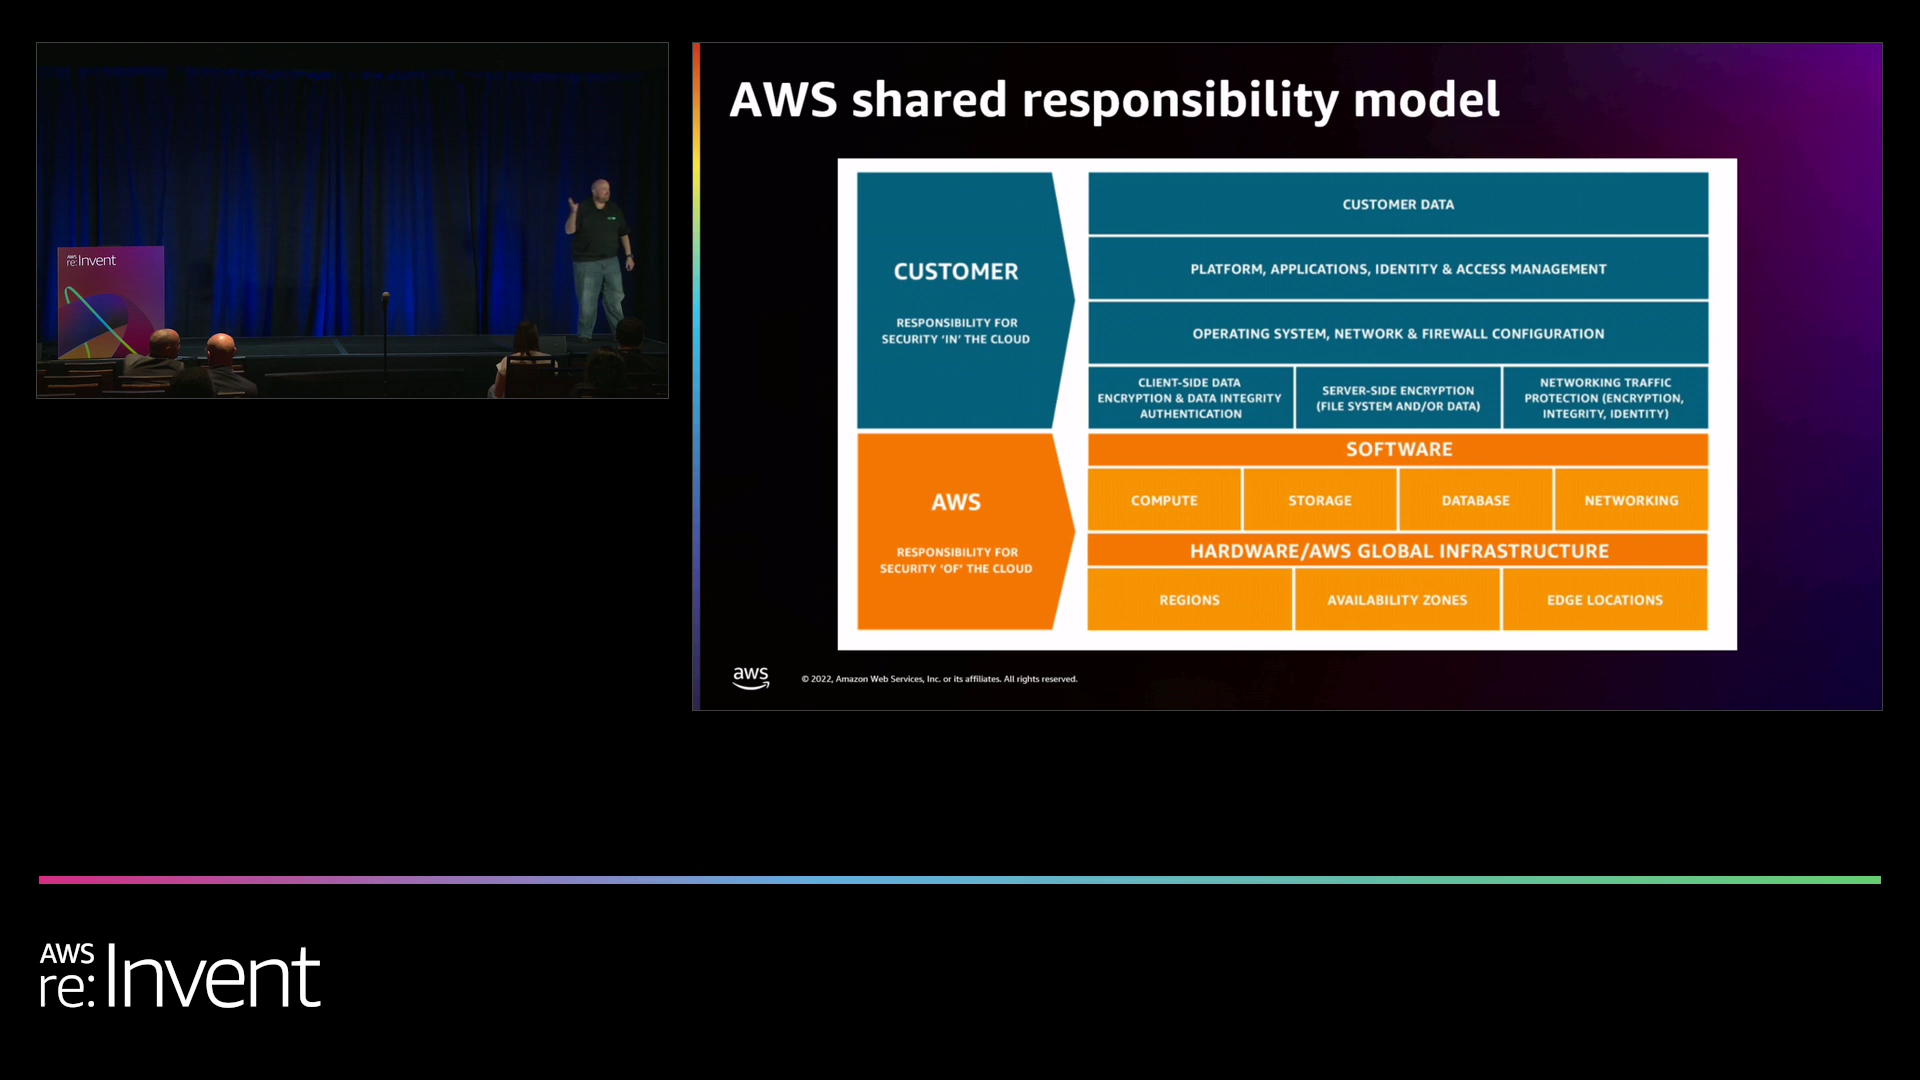 AWS
re:Invent
AWS shared responsibility model
CUSTOMER
RESPONSIBILITY FOR
SECURITY ‘IN’ THE CLOUD
CUSTOMER DATA
PLATFORM, APPLICATIONS, IDENTITY & ACCESS MANAGEMENT
OPERATING SYSTEM, NETWORK & FIREWALL CONFIGURATION
CLIENT-SIDE DATA
ENCRYPTION & DATA INTEGRITY
AUTHENTICATION
SERVER-SIDE ENCRYPTION
(FILE SYSTEM AND/OR DATA)
NETWORKING TRAFFIC
PROTECTION (ENCRYPTION,
INTEGRITY, IDENTITY)
AWS
RESPONSIBILITY FOR
SECURITY ‘OF’ THE CLOUD
SOFTWARE
COMPUTE
STORAGE
DATABASE
NETWORKING
HARDWARE/AWS GLOBAL INFRASTRUCTURE
REGIONS
AVAILABILITY ZONES
EDGE LOCATIONS
aws
© 2022, Amazon Web Services, Inc. or its affiliates. All rights reserved.
AWS
re:Invent